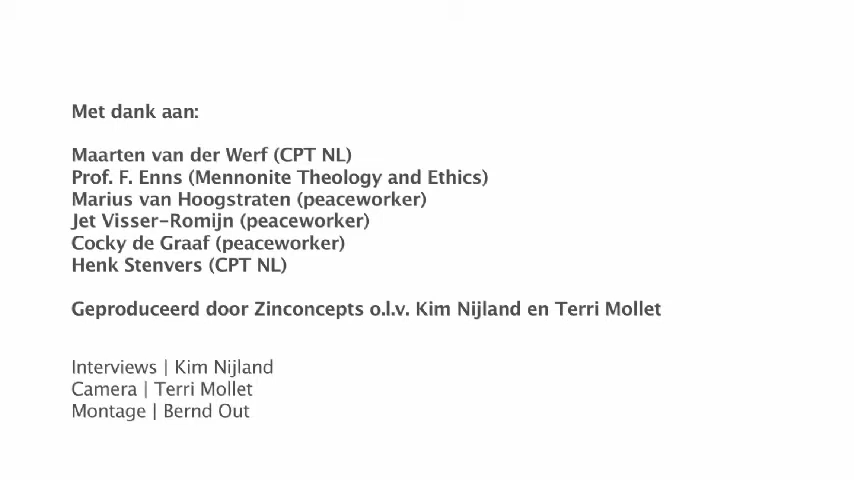 Met dank aan:
Maarten van der Werf (CPT NL)
Prof. F. Enns (Mennonite Theology and Ethics)
Marius van Hoogstraten (peaceworker)
Jet Visser-Romijn (peaceworker)
Cocky de Graaf (peaceworker)
Henk Stenvers (CPT NL)
Geproduceerd door Zinconcepts o.l.v. Kim Nijland en Terri Mollet
Interviews | Kim Nijland
Camera | Terri Mollet
Montage | Bernd Out